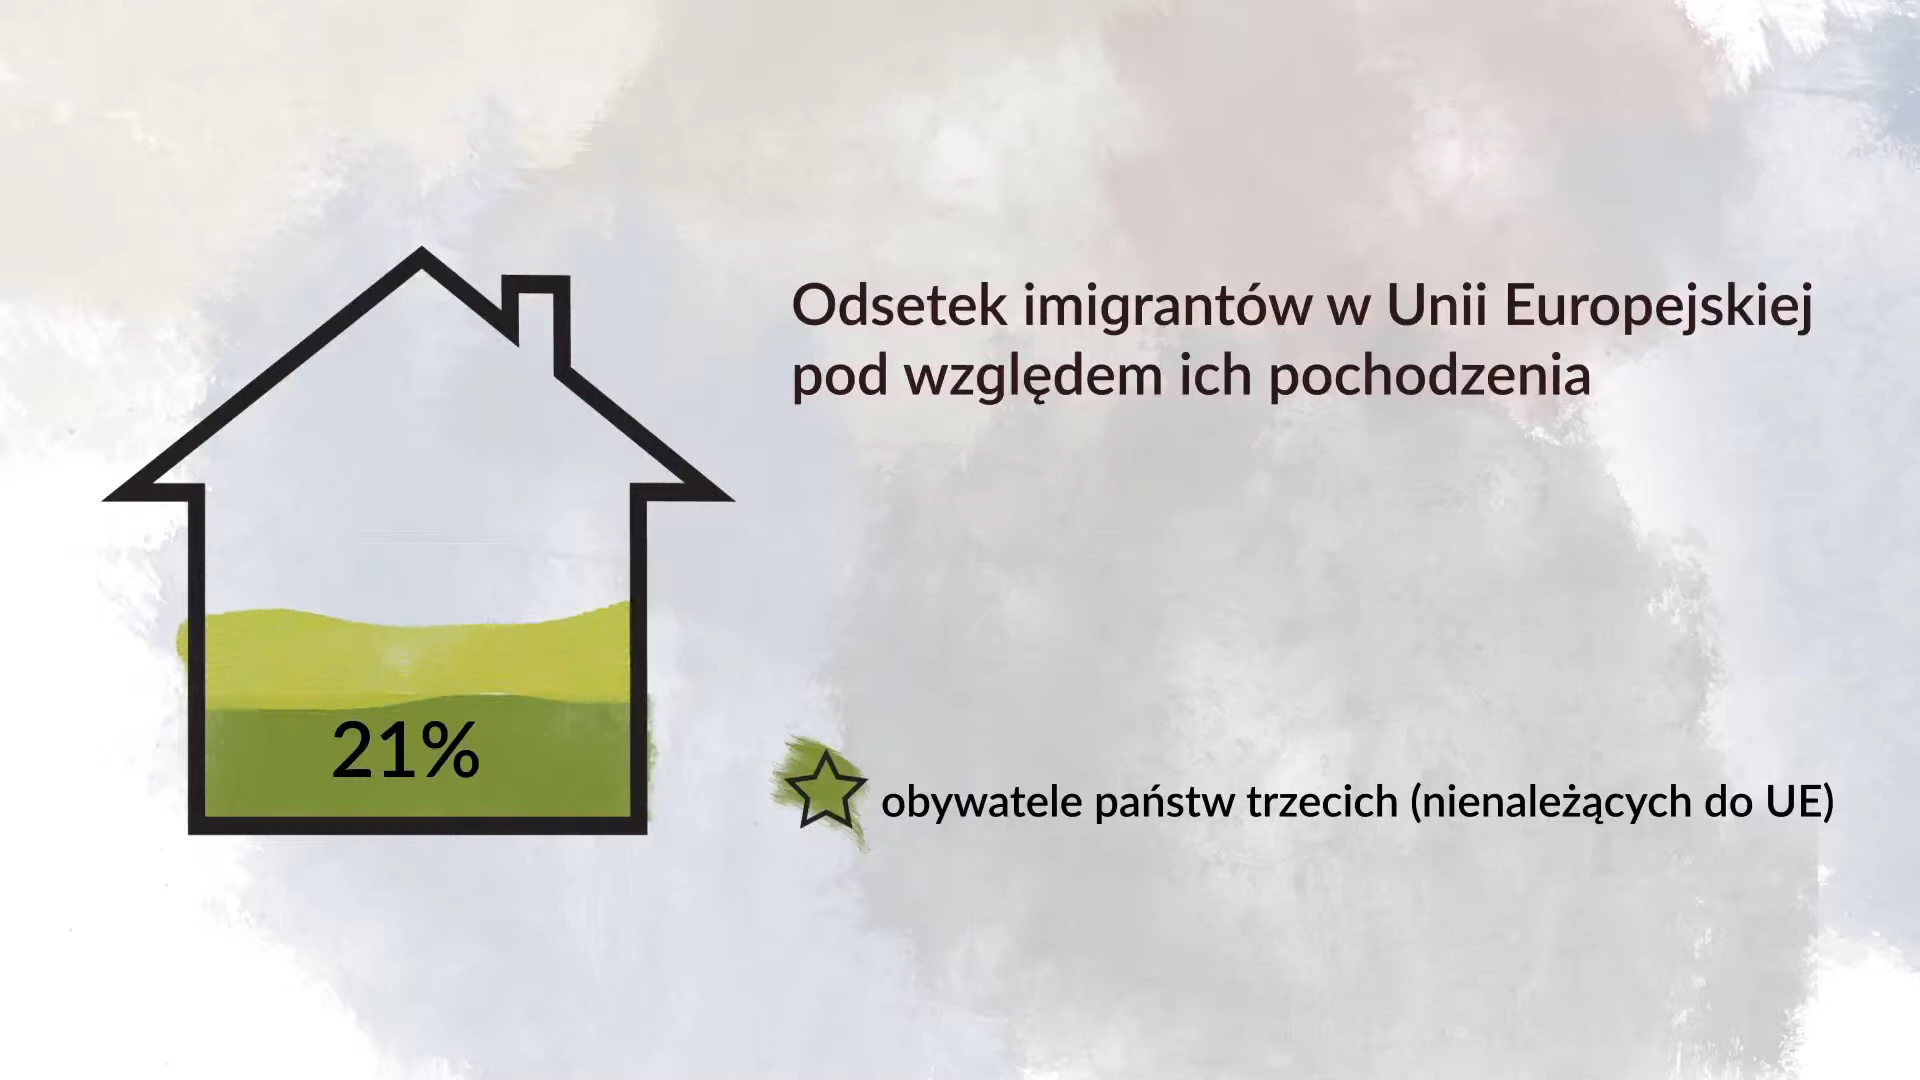 Odsetek imigrantów w Unii Europejskiej
pod względem ich pochodzenia
21%
obywatele państw trzecich (nienależących do UE)